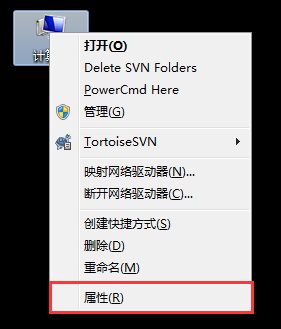 计算
打开(O)
Delete SVN Folders
PowerCmd Here
管理(G)
TortoiseSVN
映射网络驱动器(N)...
断开网络驱动器(C)...
创建快捷方式(S)
删除(D)
重命名(M)
属性(R)